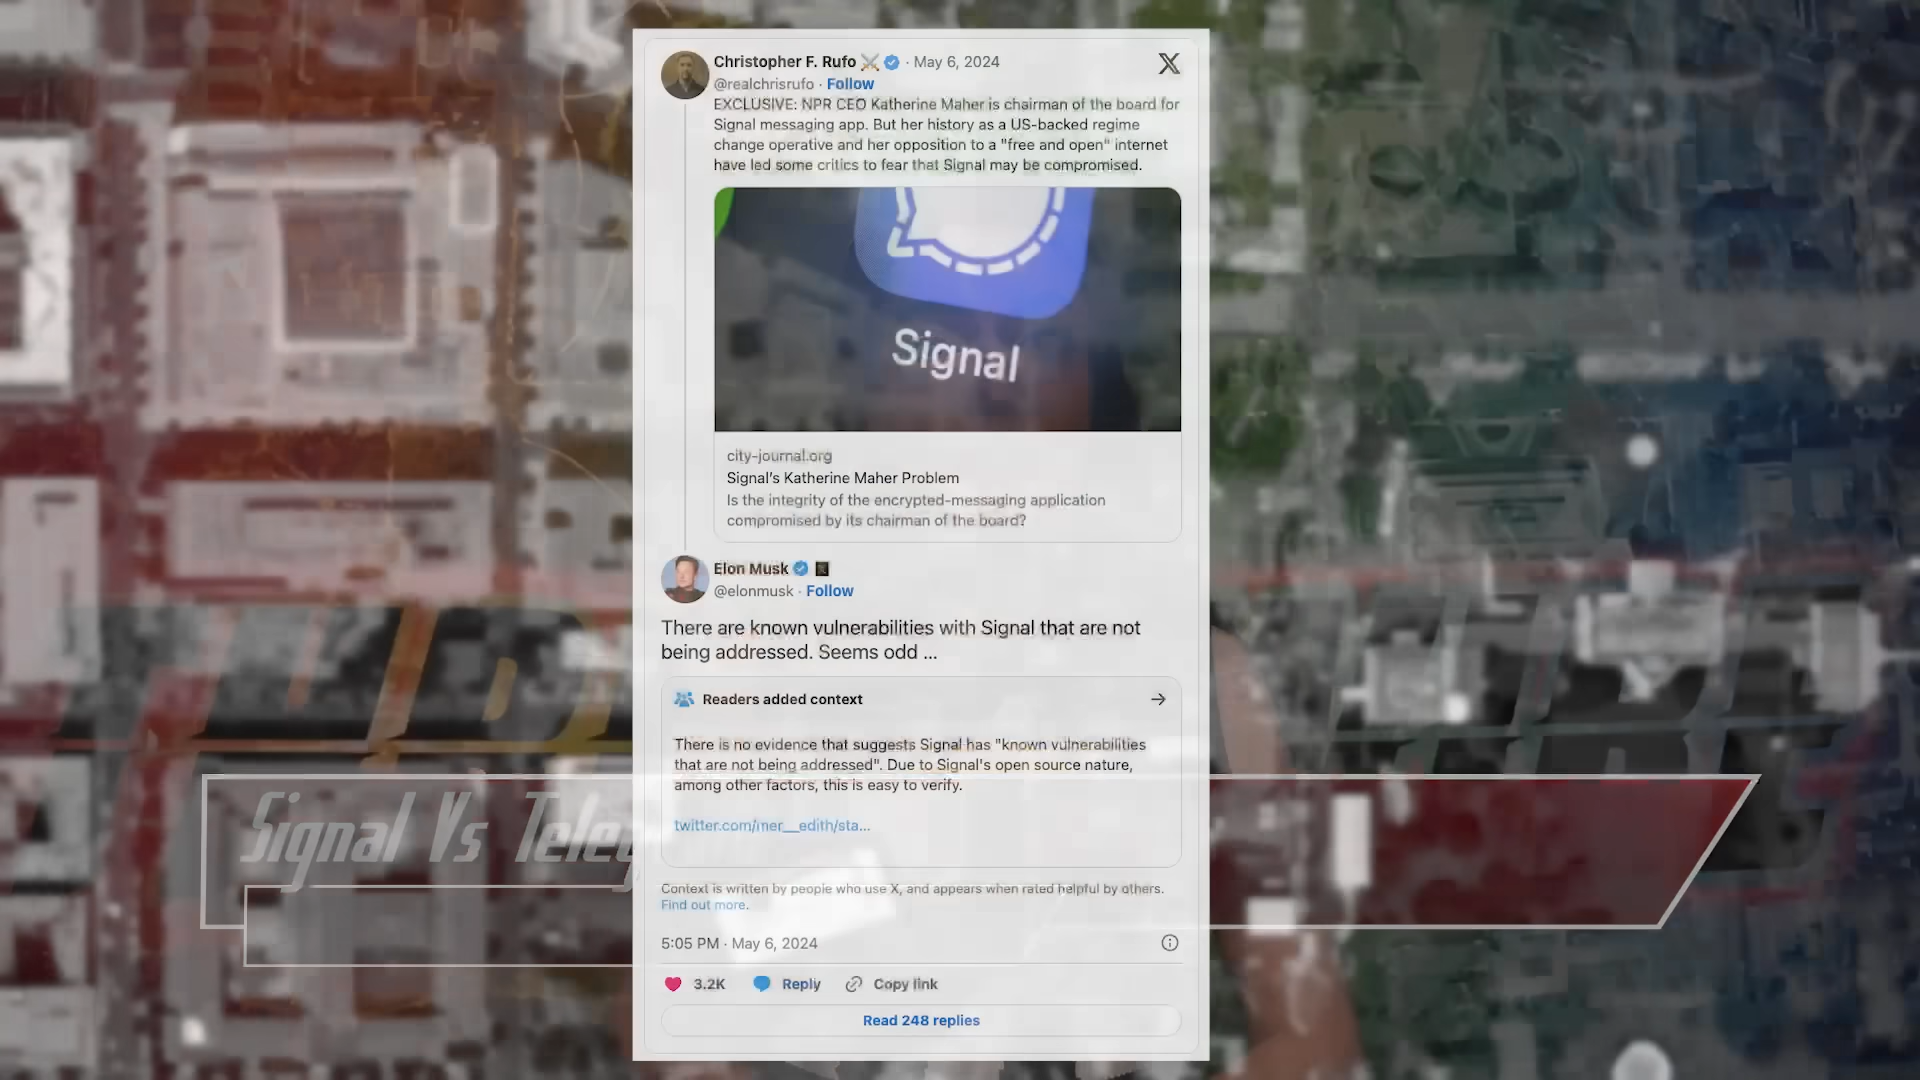 Christopher F. Rufo · May 6, 2024
@realchrisrufo · Follow
EXCLUSIVE: NPR CEO Katherine Maher is chairman of the board for
Signal messaging app. But her history as a US-backed regime
change operative and her opposition to a "free and open" internet
have led some critics to fear that Signal may be compromised.
Signal
city-journal.org
Signal's Katherine Maher Problem
Is the integrity of the encrypted-messaging application
compromised by its chairman of the board?
Elon Musk
@elonmusk · Follow
There are known vulnerabilities with Signal that are not
being addressed. Seems odd ...
Readers added context
There is no evidence that suggests Signal has "known vulnerabilities
that are not being addressed". Due to Signal's open source nature,
among other factors, this is easy to verify.
twitter.com/mer__edith/sta...
Context is written by people who use X, and appears when rated helpful by others.
Find out more.
5:05 PM · May 6, 2024
3.2K Reply Copy link
Read 248 replies
Signal Vs